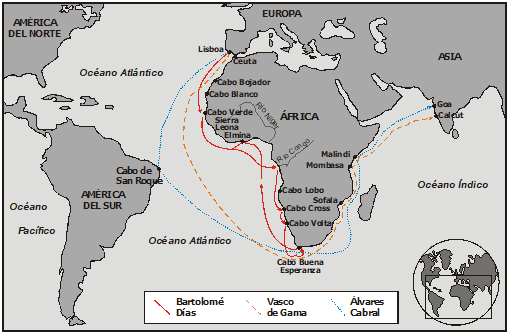 AMÉRICA
DEL NORTE
EUROPA
ASIA
Lisboa
Ceuta
Océano Atlántico
Cabo Bojador
Cabo Blanco
Río Níger
ÁFRICA
Cabo Verde
Sierra
Leona
Elmina
Goa
Calicut
Río Congo
Malindi
Mombasa
Cabo de
San Roque
AMÉRICA
DEL SUR
Cabo Lobo
Océano Índico
Sofala
Cabo Cross
Océano
Pacífico
Cabo Volta
Océano Atlántico
Cabo Buena
Esperanza
Bartolomé
Días
Vasco
de Gama
Álvares
Cabral